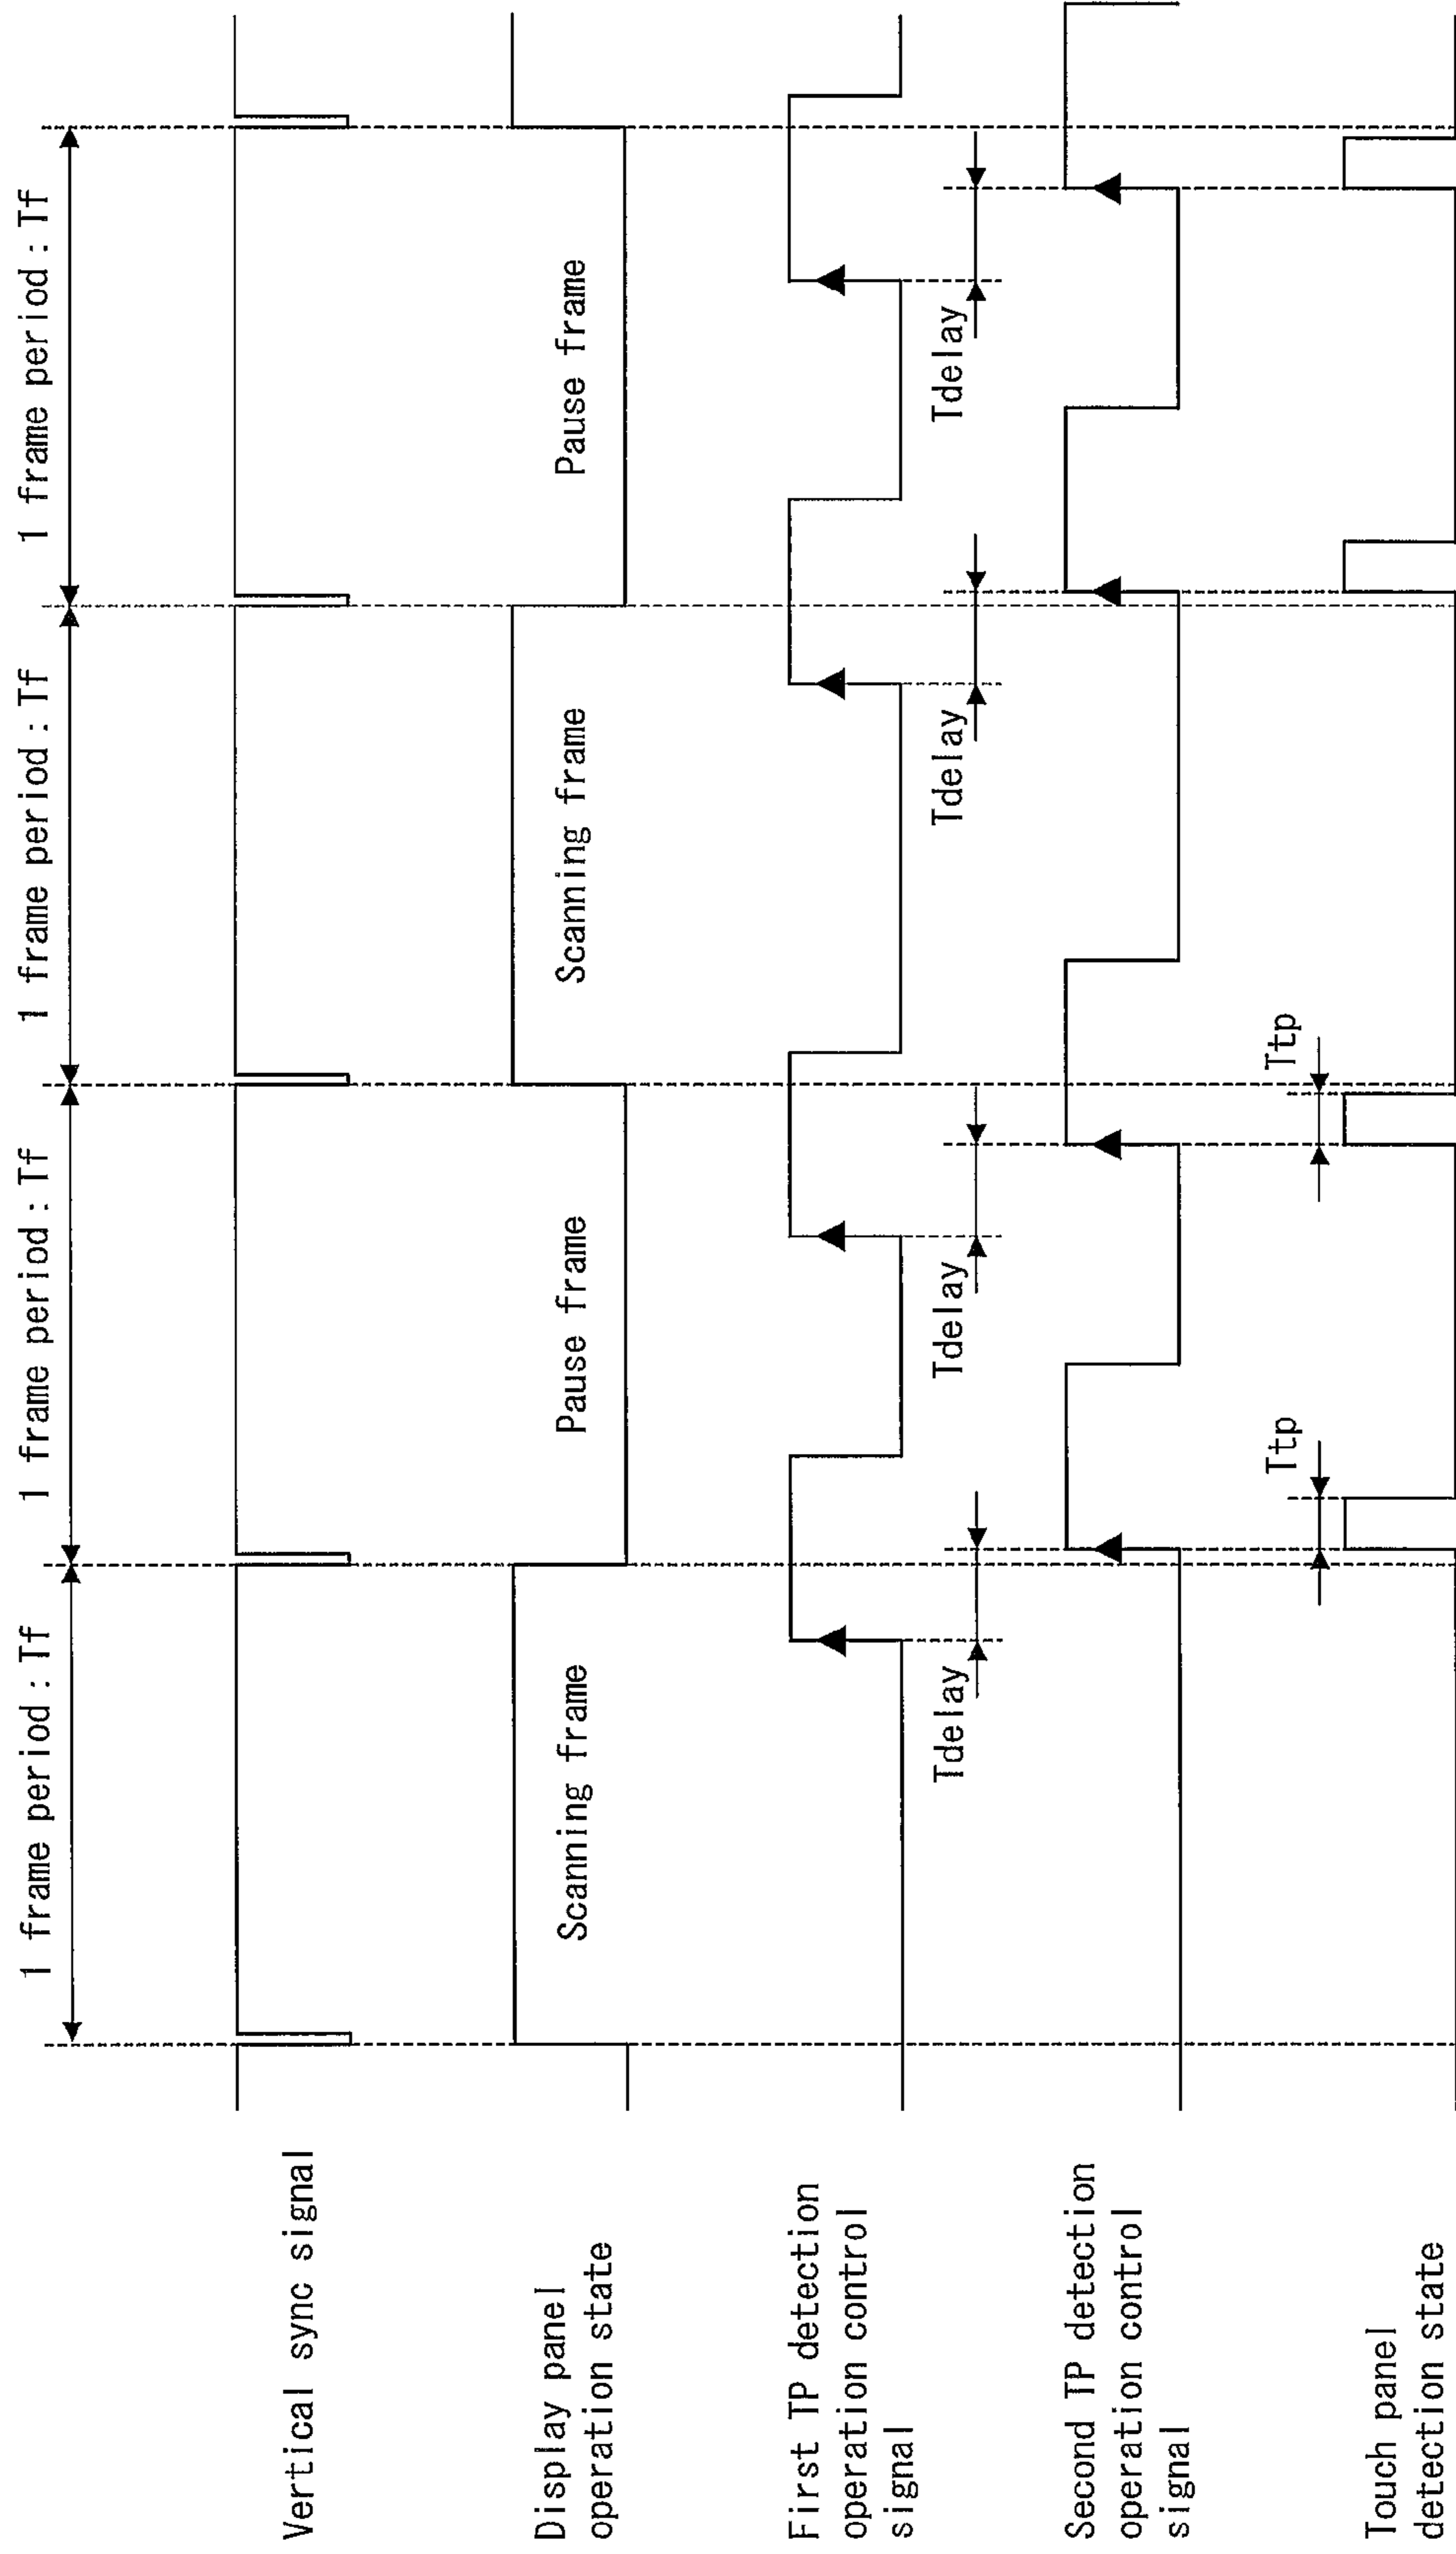 1 frame period : Tf
1 frame period : Tf
1 frame period : Tf
1 frame period : Tf
Vertical sync signal
Display panel
operation state
Scanning frame
Pause frame
Scanning frame
Pause frame
First TP detection
operation control
signal
Tdelay
Tdelay
Tdelay
Tdelay
Second TP detection
operation control
signal
Ttp
Ttp
Touch panel
detection state